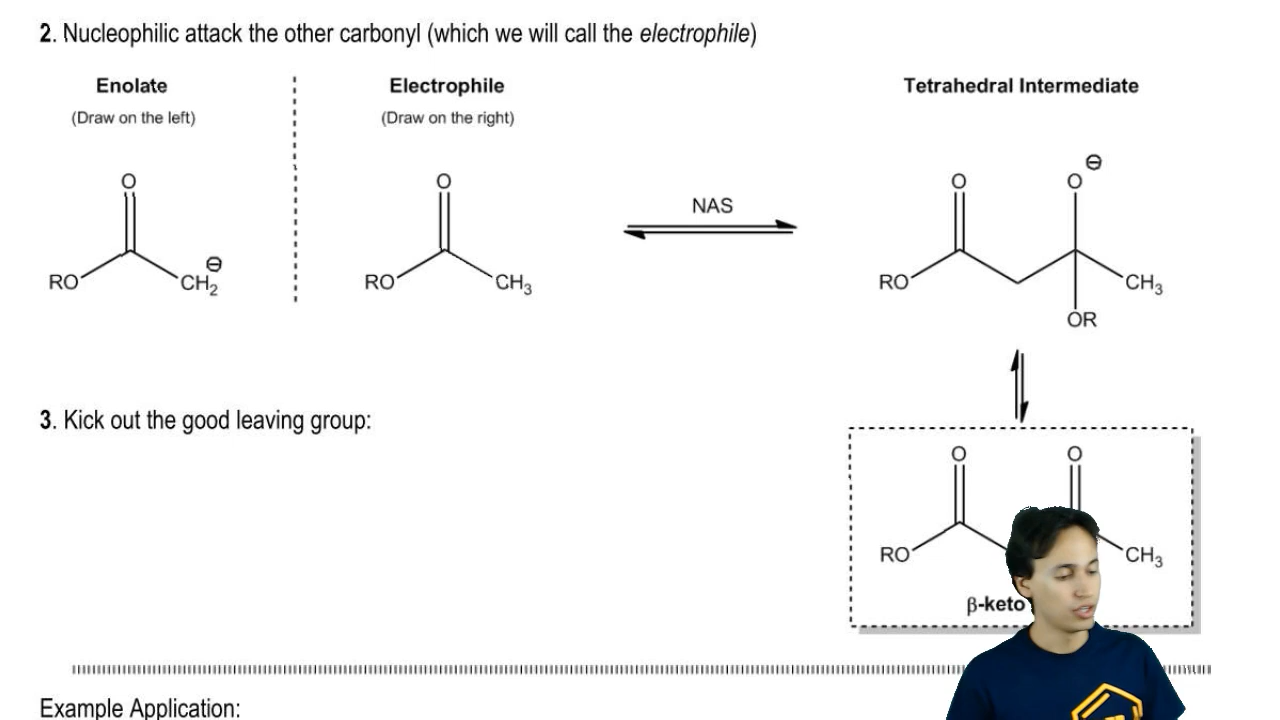 2. Nucleophilic attack the other carbonyl (which we will call the electrophile)
Enolate
(Draw on the left)
Electrophile
(Draw on the right)
Tetrahedral Intermediate
O
RO
CH2
⊖
O
RO
CH3
NAS
O
RO
O
⊖
CH3
OR
3. Kick out the good leaving group:
O
RO
O
CH3
β-keto
Example Application: